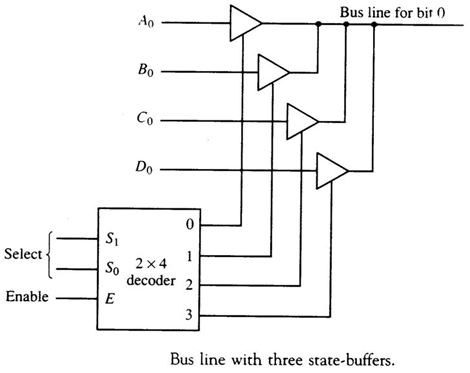 A0
Bus line for bit 0
B0
C0
D0
0
Select
S1
1
S0
2 × 4
decoder
2
Enable
E
3
Bus line with three state-buffers.